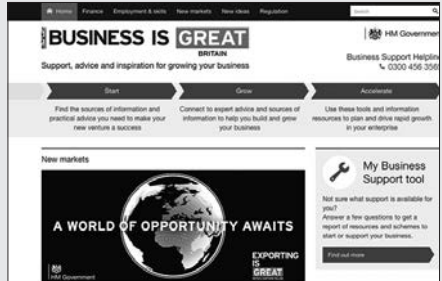 Home Finance Employment & skills New markets New ideas Regulation Search
BUSINESS IS GREAT
BRITAIN
HM Government
Support, advice and inspiration for growing your business
Business Support Helpline
0300 456 3565
Start Grow Accelerate
Find the sources of information and
practical advice you need to make your
new venture a success
Connect to expert advice and sources of
information to help you build and grow
your business
Use these tools and information
resources to plan and drive rapid growth
in your enterprise
New markets
A WORLD OF OPPORTUNITY AWAITS
EXPORTING
IS
GREAT
HM Government
My Business
Support tool
Not sure what support is available for
you?
Answer a few questions to get a
report of resources and schemes to
start or support your business.
Find out more